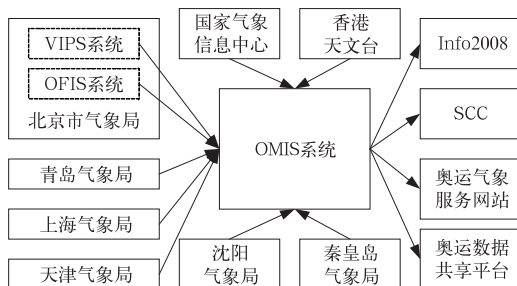 VIPS系统
OFIS系统
北京市气象局
青岛气象局
上海气象局
天津气象局
国家气象
信息中心
香港
天文台
OMIS系统
沈阳
气象局
秦皇岛
气象局
Info2008
SCC
奥运气象
服务网站
奥运数据
共享平台